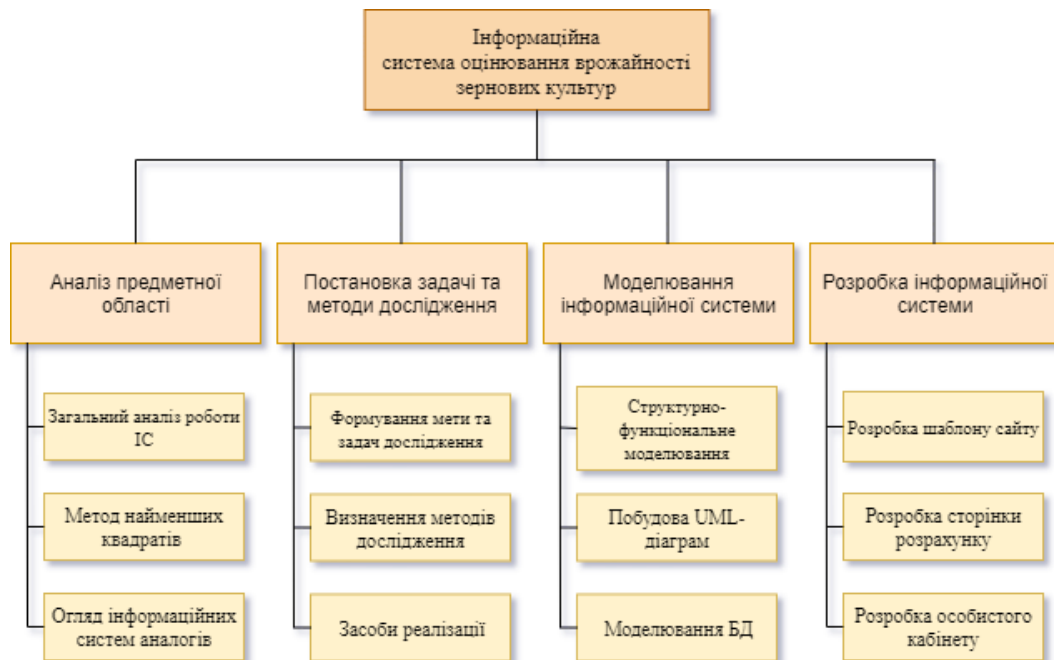 Інформаційна
система оцінювання врожайності
зернових культур
Аналіз предметної
області
Постановка задачі та
методи дослідження
Моделювання
інформаційної системи
Розробка інформаційної
системи
Загальний аналіз роботи
ІС
Метод найменших
квадратів
Огляд інформаційних
систем аналогів
Формування мети та
задач дослідження
Визначення методів
дослідження
Засоби реалізації
Структурно-
функціональне
моделювання
Побудова UML-
діаграм
Моделювання БД
Розробка шаблону сайту
Розробка сторінки
розрахунку
Розробка особистого
кабінету